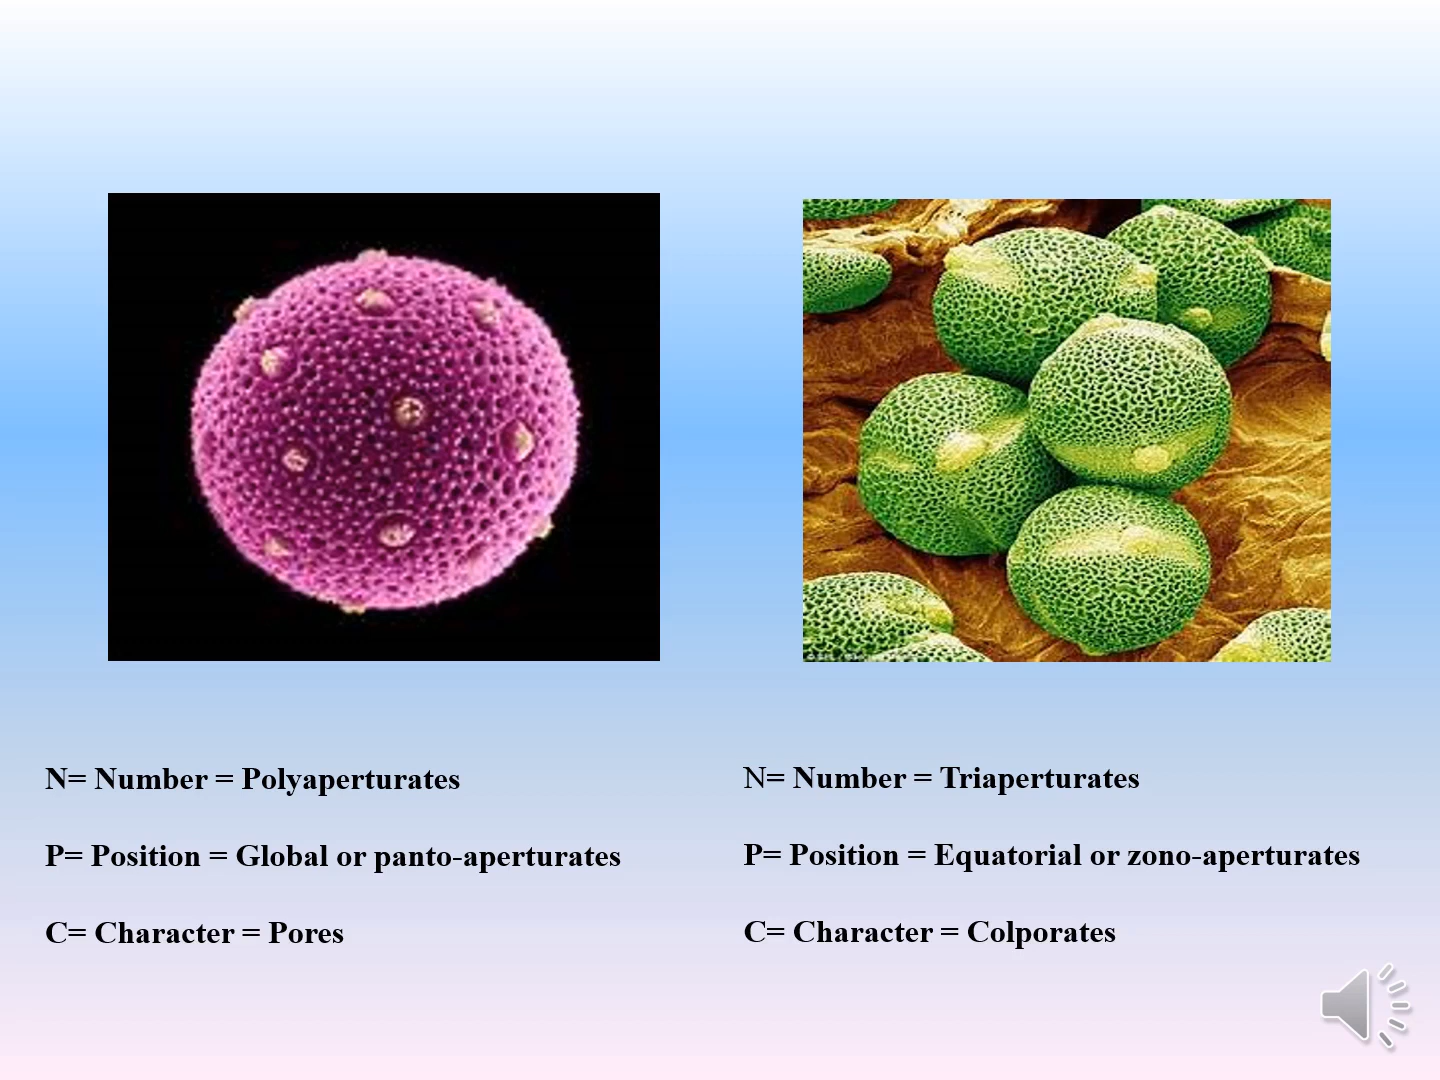 N= Number = Polyaperturates
P= Position = Global or panto-aperturates
C= Character = Pores
N= Number = Triaperturates
P= Position = Equatorial or zono-aperturates
C= Character = Colporates